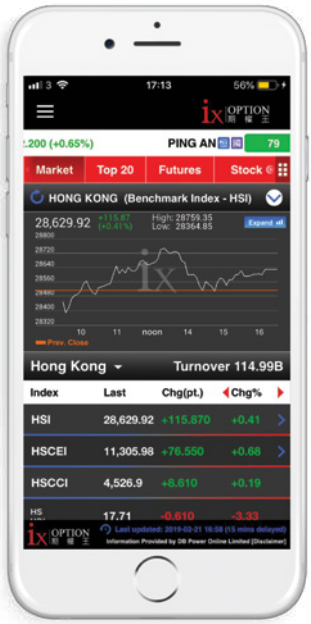 3 17:13 56%
ix OPTION
期權王
2.200 (+0.65%) PING AN 79
Market Top 20 Futures Stock
HONG KONG (Benchmark Index - HSI)
28,629.92 +115.87 (+0.41%) High: 28759.35 Low: 28364.85 Expand
28800
28720
28640
28560
28480
28400
28320
ix
10 11 noon 14 15 16
Prev. Close
Hong Kong Turnover 114.99B
Index Last Chg(pt.) Chg%
HSI 28,629.92 +115.870 +0.41
HSCEI 11,305.98 +76.550 +0.68
HSCCI 4,526.9 +8.610 +0.19
HS 17.71 -0.610 -3.33
ix OPTION
期權王
Last updated: 2019-02-21 16:58 (15 mins delayed)
Information Provided by DB Power Online Limited [Disclaimer]